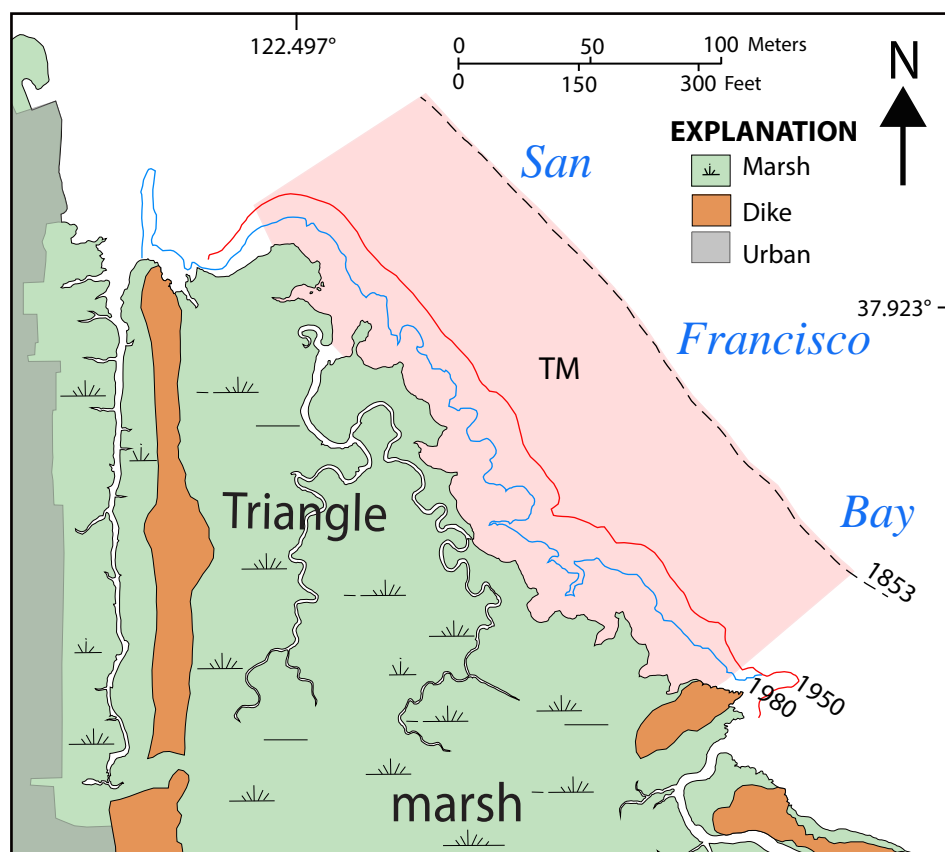 122.497°
0 50 100 Meters
0 150 300 Feet
N
EXPLANATION
Marsh
Dike
Urban
San
Francisco
Bay
37.923°
TM
Triangle
marsh
1853
1950
1980